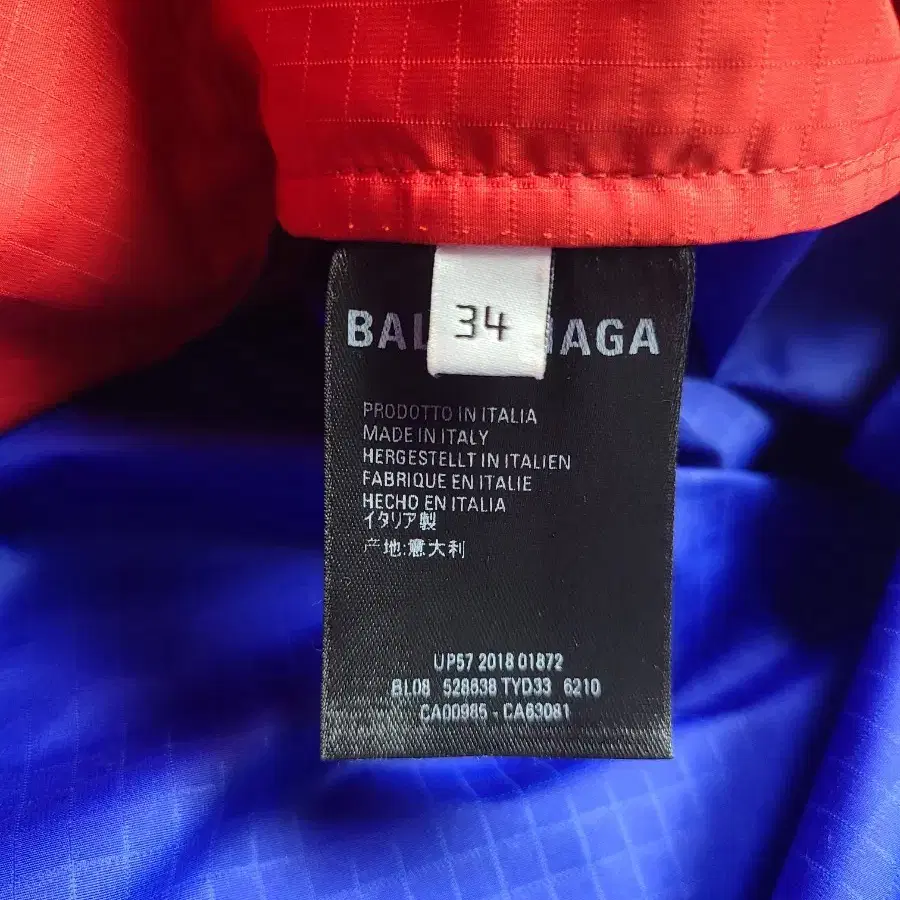 BAL AGA
34
PRODOTTO IN ITALIA
MADE IN ITALY
HERGESTELLT IN ITALIEN
FABRIQUE EN ITALIE
HECHO EN ITALIA
イタリア製
产地:意大利
UP57 2018 01872
BL08 528838 TYD33 6210
CA00985 - CA63081